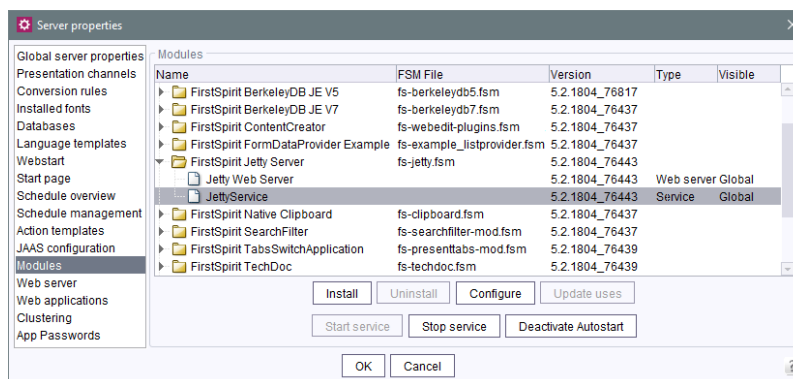 Server properties
Global server properties
Presentation channels
Conversion rules
Installed fonts
Databases
Language templates
Webstart
Start page
Schedule overview
Schedule management
Action templates
JAAS configuration
Modules
Web server
Web applications
Clustering
App Passwords
Modules
Name FSM File Version Type Visible
FirstSpirit BerkeleyDB JE V5 fs-berkeleydb5.fsm 5.2.1804_76817
FirstSpirit BerkeleyDB JE V7 fs-berkeleydb7.fsm 5.2.1804_76437
FirstSpirit ContentCreator fs-webedit-plugins.fsm 5.2.1804_76437
FirstSpirit FormDataProvider Example fs-example_listprovider.fsm 5.2.1804_76437
FirstSpirit Jetty Server fs-jetty.fsm 5.2.1804_76443
Jetty Web Server 5.2.1804_76443 Web server Global
JettyService 5.2.1804_76443 Service Global
FirstSpirit Native Clipboard fs-clipboard.fsm 5.2.1804_76437
FirstSpirit SearchFilter fs-searchfilter-mod.fsm 5.2.1804_76437
FirstSpirit TabsSwitchApplication fs-presenttabs-mod.fsm 5.2.1804_76439
FirstSpirit TechDoc fs-techdoc.fsm 5.2.1804_76439
Install Uninstall Configure Update uses
Start service Stop service Deactivate Autostart
OK Cancel